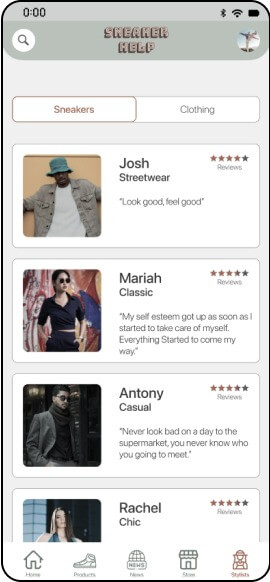 0:00
SNEAKER
HELP
Sneakers
Clothing
Josh
Streetwear
Reviews
“Look good, feel good”
Mariah
Classic
Reviews
“My self esteem got up as soon as I
started to take care of myself.
Everything Started to come my
way.”
Antony
Casual
Reviews
“Never look bad on a day to the
supermarket, you never know who
you going to meet.”
Rachel
Chic
Reviews
NEWS
Home
Products
News
Store
Stylists